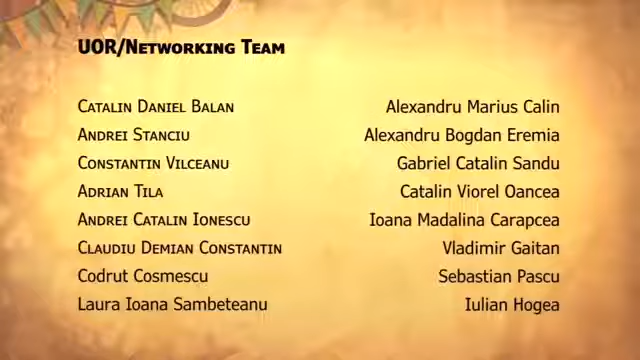 UOR/Networking Team
Catalin Daniel Balan Alexandru Marius Calin
Andrei Stanciu Alexandru Bogdan Eremia
Constantin Vilceanu Gabriel Catalin Sandu
Adrian Tila Catalin Viorel Oancea
Andrei Catalin Ionescu Ioana Madalina Carapcea
Claudiu Demian Constantin Vladimir Gaitan
Codrut Cosmescu Sebastian Pascu
Laura Ioana Sambeteanu Iulian Hogea